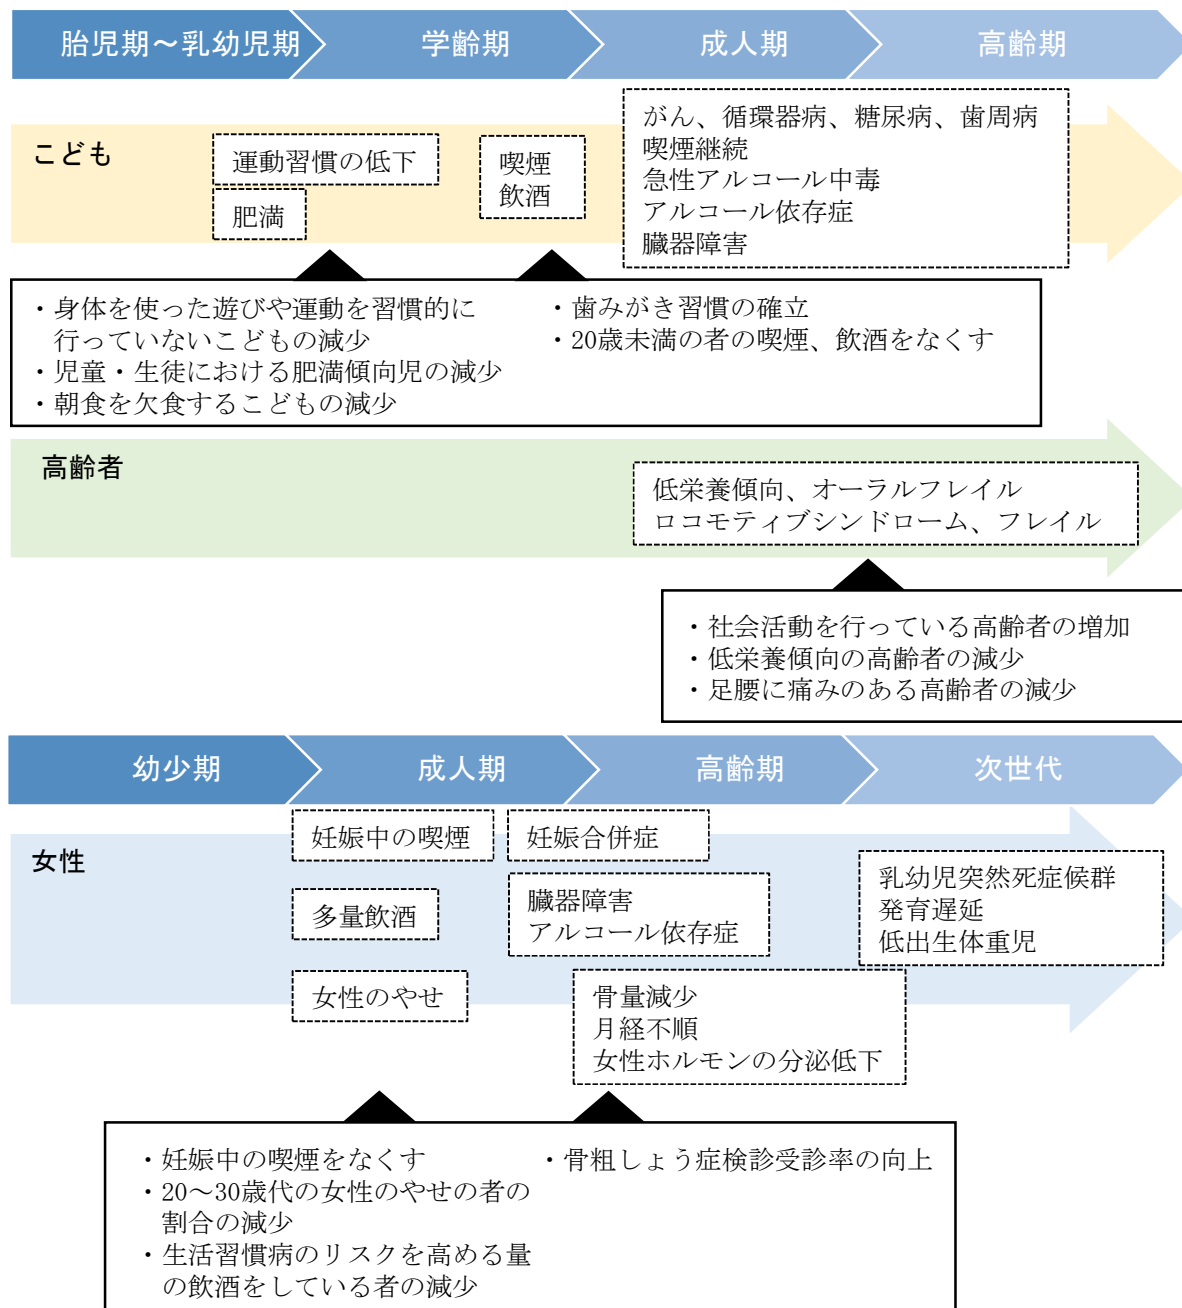 胎児期～乳幼児期
学齢期
成人期
高齢期
こども
運動習慣の低下
肥満
喫煙
飲酒
がん、循環器病、糖尿病、歯周病
喫煙継続
急性アルコール中毒
アルコール依存症
臓器障害
・身体を使った遊びや運動を習慣的に
行っていないこどもの減少
・児童・生徒における肥満傾向児の減少
・朝食を欠食するこどもの減少
・歯みがき習慣の確立
・20歳未満の者の喫煙、飲酒をなくす
高齢者
低栄養傾向、オーラルフレイル
ロコモティブシンドローム、フレイル
・社会活動を行っている高齢者の増加
・低栄養傾向の高齢者の減少
・足腰に痛みのある高齢者の減少
幼少期
成人期
高齢期
次世代
女性
妊娠中の喫煙
多量飲酒
女性のやせ
妊娠合併症
臓器障害
アルコール依存症
骨量減少
月経不順
女性ホルモンの分泌低下
乳幼児突然死症候群
発育遅延
低出生体重児
・妊娠中の喫煙をなくす
・20～30歳代の女性のやせの者の
割合の減少
・生活習慣病のリスクを高める量
の飲酒をしている者の減少
・骨粗しょう症検診受診率の向上